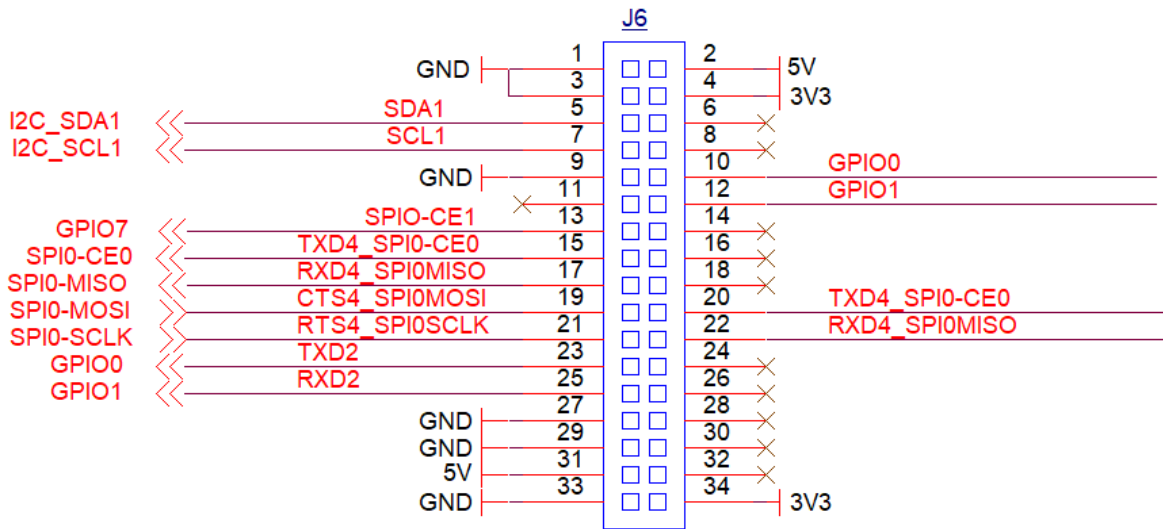 J6
1 2
GND 5V
3 4
3V3
I2C_SDA1 SDA1 5 6
I2C_SCL1 SCL1 7 8
9 10 GPIO0
GND
11 12 GPIO1
GPIO7 SPIO-CE1 13 14
SPI0-CE0 TXD4_SPI0-CE0 15 16
SPI0-MISO RXD4_SPI0MISO 17 18
SPI0-MOSI CTS4_SPI0MOSI 19 20 TXD4_SPI0-CE0
SPI0-SCLK RTS4_SPI0SCLK 21 22 RXD4_SPI0MISO
GPIO0 TXD2 23 24
GPIO1 RXD2 25 26
27 28
GND
29 30
GND
31 32
5V
33 34
GND 3V3